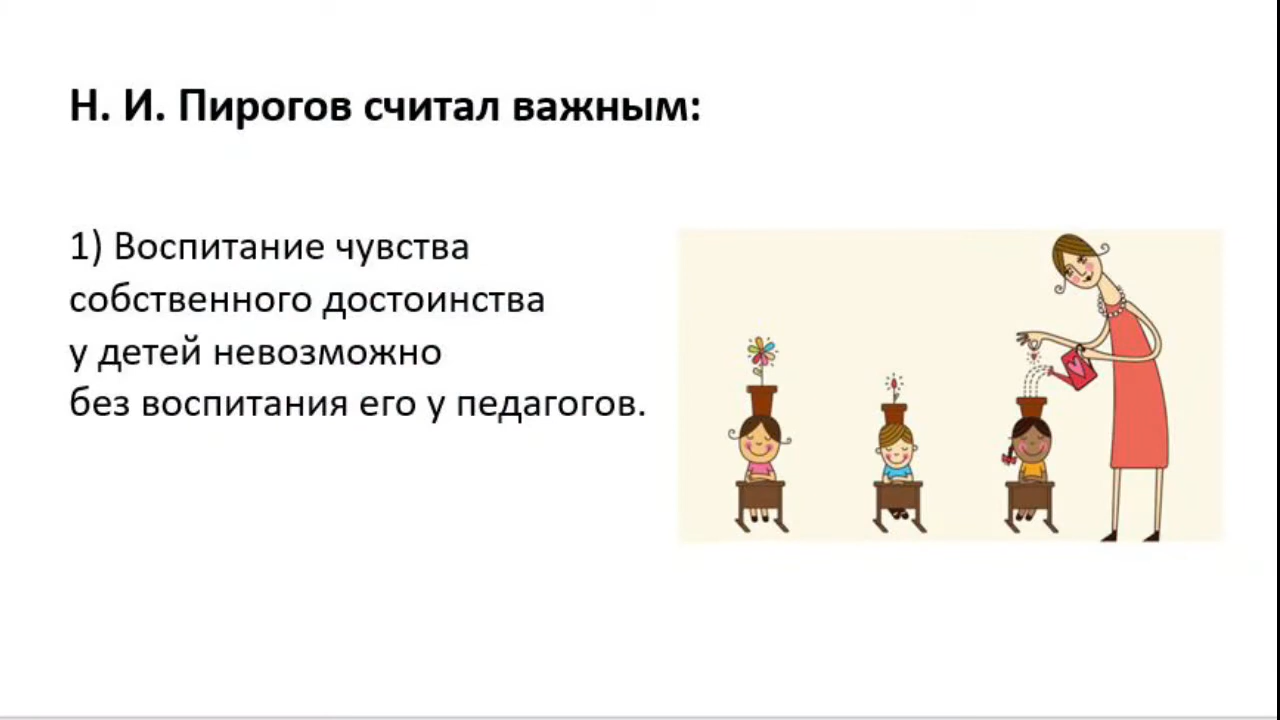 Н. И. Пирогов считал важным:
1) Воспитание чувства
собственного достоинства
у детей невозможно
без воспитания его у педагогов.